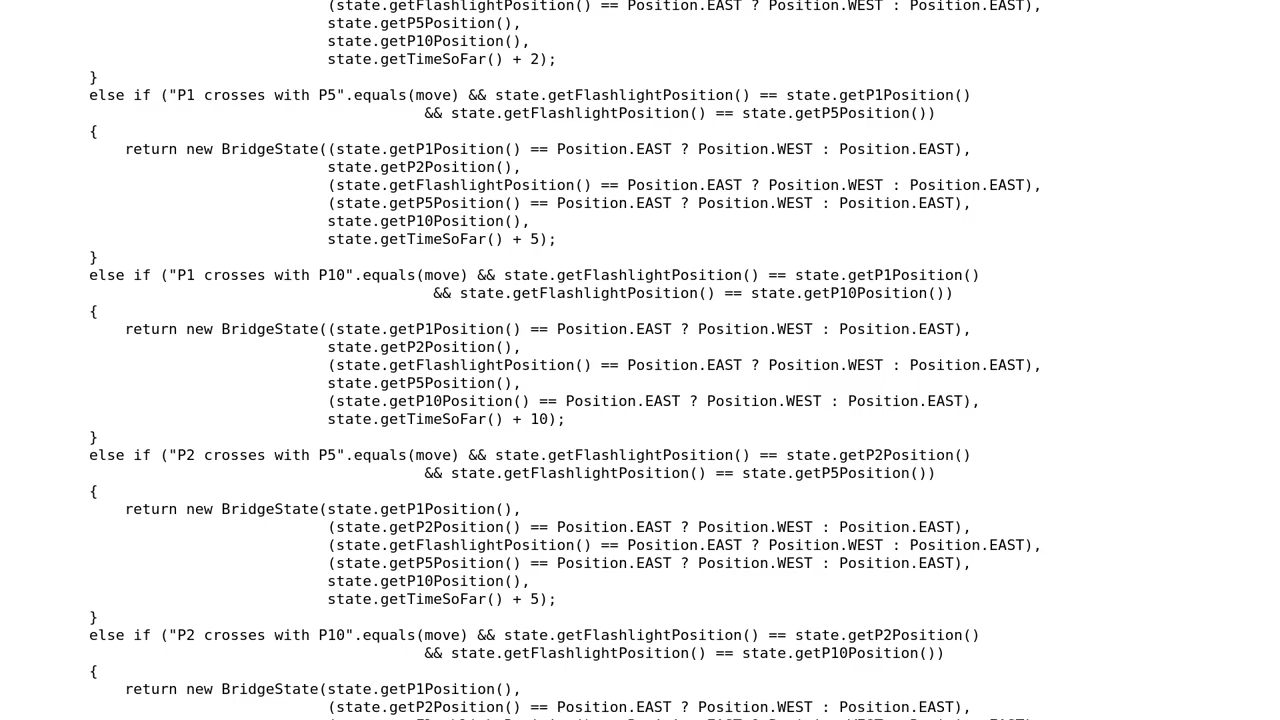 (state.getFlashlightPosition() == Position.EAST ? Position.WEST : Position.EAST),
state.getP5Position(),
state.getP10Position(),
state.getTimeSoFar() + 2);
}
else if ("P1 crosses with P5".equals(move) && state.getFlashlightPosition() == state.getP1Position()
&& state.getFlashlightPosition() == state.getP5Position())
{
return new BridgeState((state.getP1Position() == Position.EAST ? Position.WEST : Position.EAST),
state.getP2Position(),
(state.getFlashlightPosition() == Position.EAST ? Position.WEST : Position.EAST),
(state.getP5Position() == Position.EAST ? Position.WEST : Position.EAST),
state.getP10Position(),
state.getTimeSoFar() + 5);
}
else if ("P1 crosses with P10".equals(move) && state.getFlashlightPosition() == state.getP1Position()
&& state.getFlashlightPosition() == state.getP10Position())
{
return new BridgeState((state.getP1Position() == Position.EAST ? Position.WEST : Position.EAST),
state.getP2Position(),
(state.getFlashlightPosition() == Position.EAST ? Position.WEST : Position.EAST),
state.getP5Position(),
(state.getP10Position() == Position.EAST ? Position.WEST : Position.EAST),
state.getTimeSoFar() + 10);
}
else if ("P2 crosses with P5".equals(move) && state.getFlashlightPosition() == state.getP2Position()
&& state.getFlashlightPosition() == state.getP5Position())
{
return new BridgeState(state.getP1Position(),
(state.getP2Position() == Position.EAST ? Position.WEST : Position.EAST),
(state.getFlashlightPosition() == Position.EAST ? Position.WEST : Position.EAST),
(state.getP5Position() == Position.EAST ? Position.WEST : Position.EAST),
state.getP10Position(),
state.getTimeSoFar() + 5);
}
else if ("P2 crosses with P10".equals(move) && state.getFlashlightPosition() == state.getP2Position()
&& state.getFlashlightPosition() == state.getP10Position())
{
return new BridgeState(state.getP1Position(),
(state.getP2Position() == Position.EAST ? Position.WEST : Position.EAST),